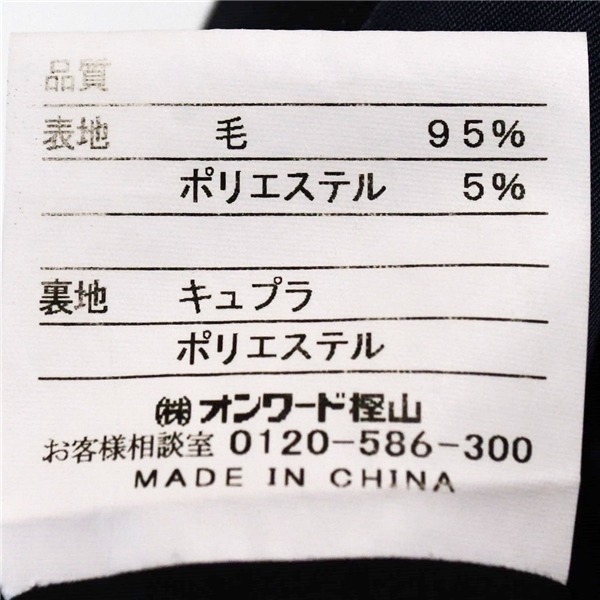 品質
表地 毛 95%
ポリエステル 5%
裏地 キュプラ
ポリエステル
㈱オンワード樫山
お客様相談室 0120-586-300
MADE IN CHINA